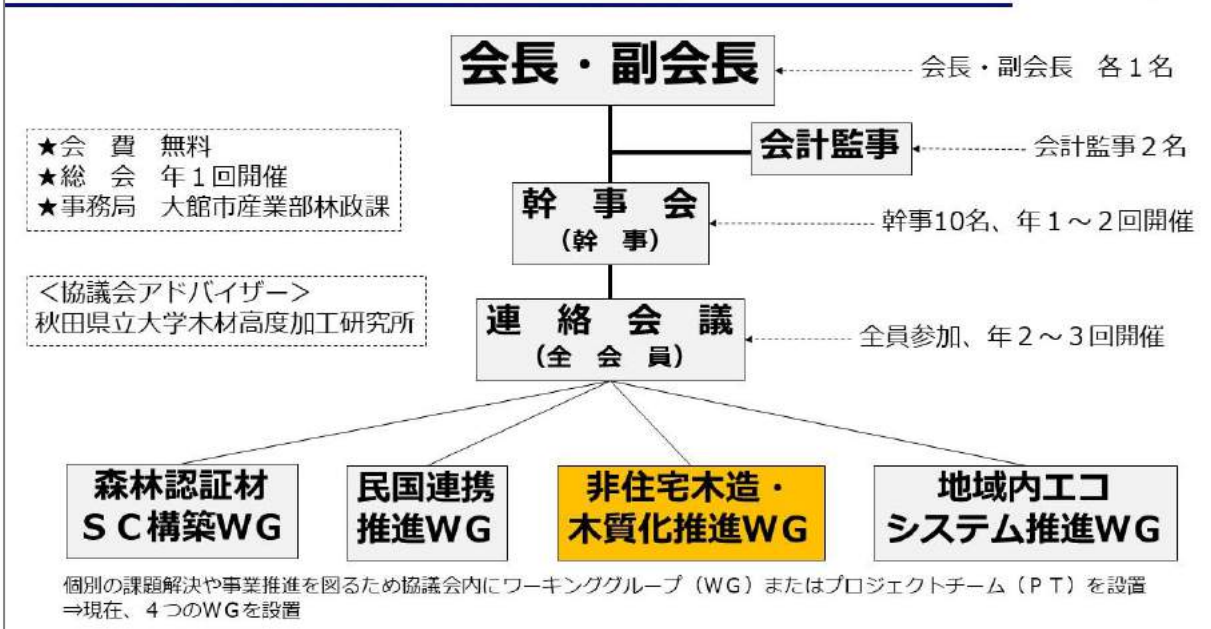 会長・副会長
会長・副会長　各１名
★会　費　無料
★総　会　年１回開催
★事務局　大館市産業部林政課
会計監事
会計監事２名
幹　事　会
（幹　事）
幹事10名、年１～２回開催
＜協議会アドバイザー＞
秋田県立大学木材高度加工研究所
連　絡　会　議
（全　会　員）
全員参加、年２～３回開催
森林認証材
ＳＣ構築WG
民国連携
推進WG
非住宅木造・
木質化推進WG
地域内エコ
システム推進WG
個別の課題解決や事業推進を図るため協議会内にワーキンググループ（WG）またはプロジェクトチーム（ＰＴ）を設置
⇒現在、４つのWGを設置